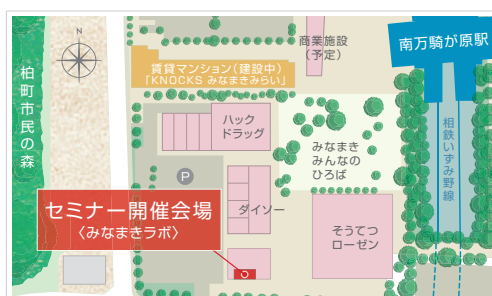 N
柏町市民の森
賃貸マンション(建設中)
「KNOCKS みなまきみらい」
商業施設
(予定)
南万騎が原駅
相鉄いずみ野線
ハック
ドラッグ
みなまき
みんなの
ひろば
P
ダイソー
そうてつ
ローゼン
セミナー開催会場
〈みなまきラボ〉